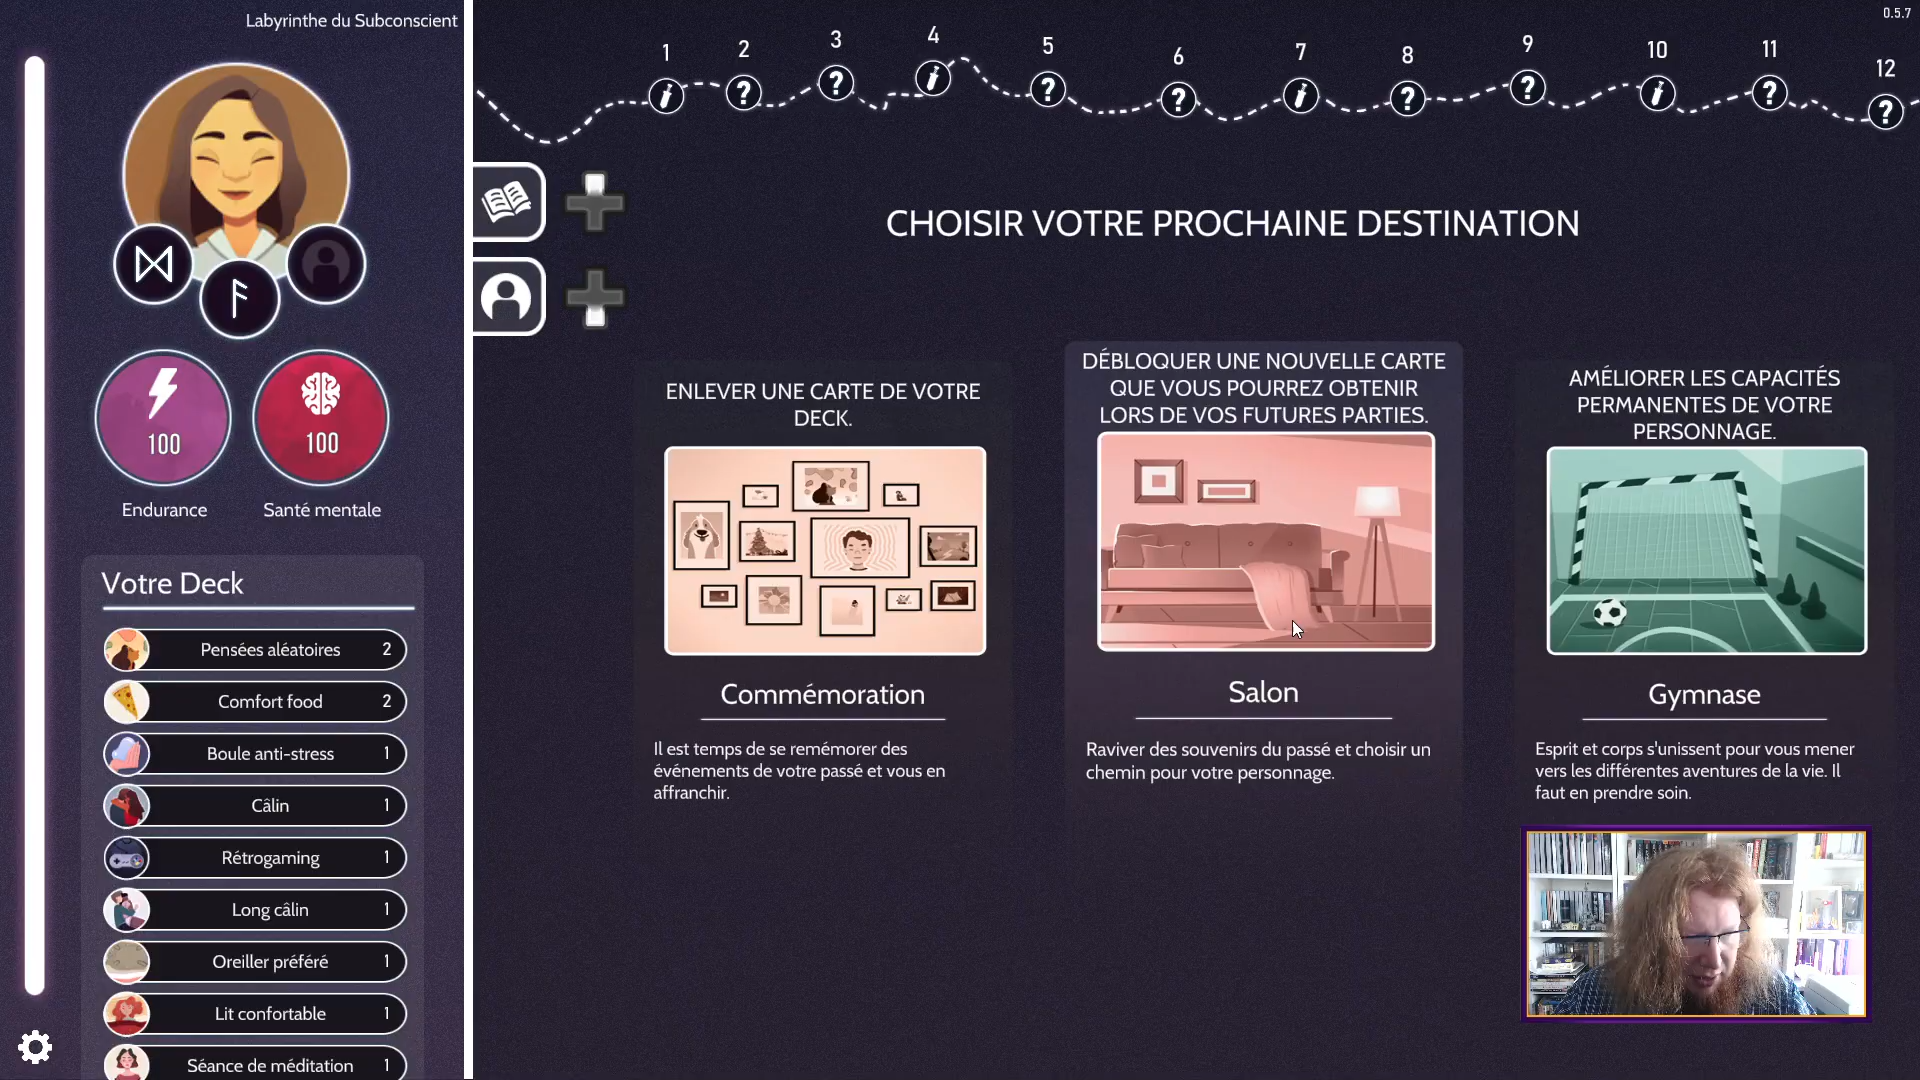 Labyrinthe du Subconscient
0.5.7
1
2
3
4
5
6
7
8
9
10
11
12
?
?
?
?
?
?
?
?
CHOISIR VOTRE PROCHAINE DESTINATION
100
100
Endurance
Santé mentale
Votre Deck
Pensées aléatoires 2
Comfort food 2
Boule anti-stress 1
Câlin 1
Rétrogaming 1
Long câlin 1
Oreiller préféré 1
Lit confortable 1
Séance de méditation 1
ENLEVER UNE CARTE DE VOTRE
DECK.
Commémoration
Il est temps de se remémorer des
événements de votre passé et vous en
affranchir.
DÉBLOQUER UNE NOUVELLE CARTE
QUE VOUS POURREZ OBTENIR
LORS DE VOS FUTURES PARTIES.
Salon
Raviver des souvenirs du passé et choisir un
chemin pour votre personnage.
AMÉLIORER LES CAPACITÉS
PERMANENTES DE VOTRE
PERSONNAGE.
Gymnase
Esprit et corps s'unissent pour vous mener
vers les différentes aventures de la vie. Il
faut en prendre soin.